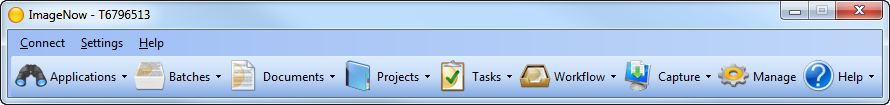 ImageNow - T6796513
Connect Settings Help
Applications Batches Documents Projects Tasks Workflow Capture Manage Help